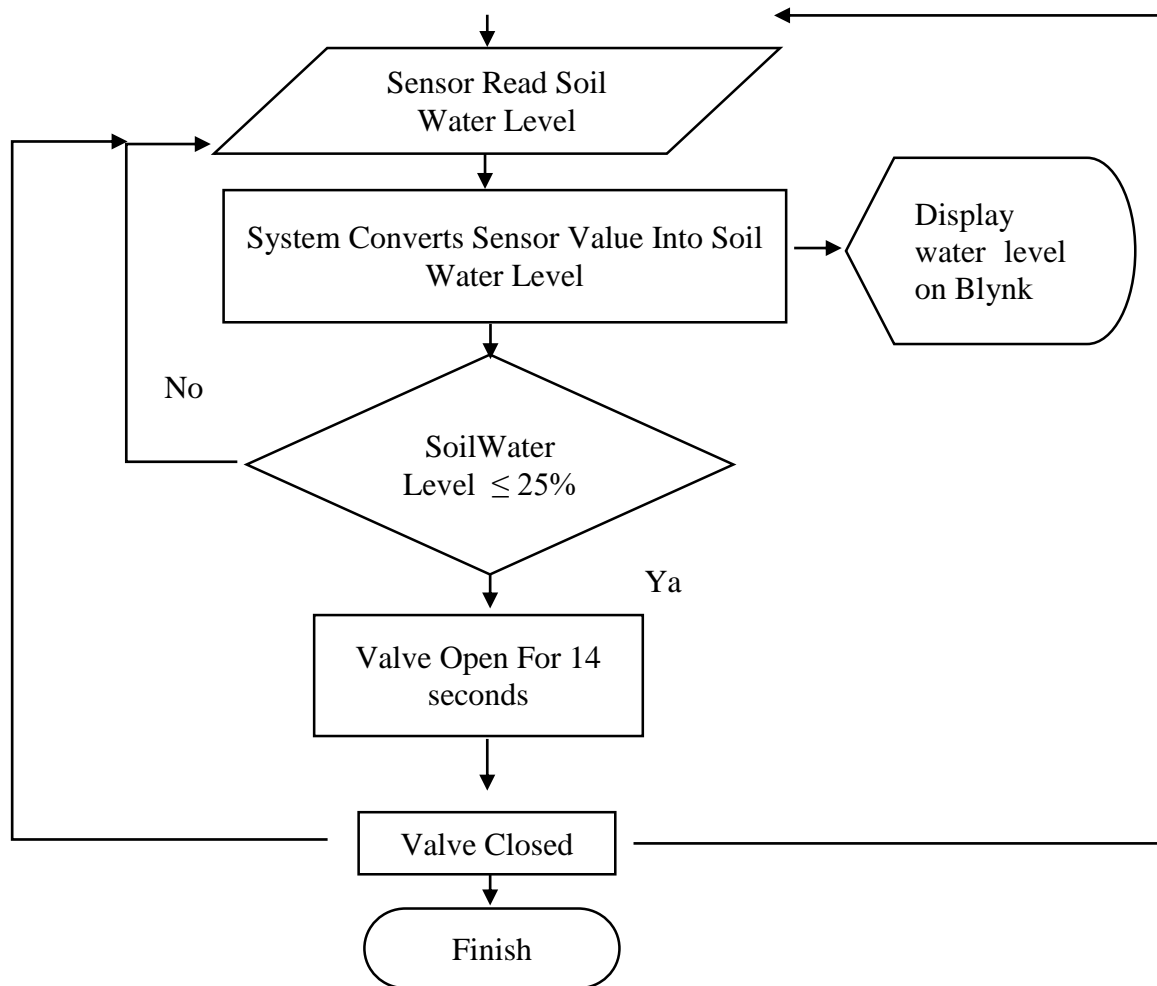 Sensor Read Soil
Water Level
System Converts Sensor Value Into Soil
Water Level
Display
water level
on Blynk
No
SoilWater
Level ≤ 25%
Ya
Valve Open For 14
seconds
Valve Closed
Finish